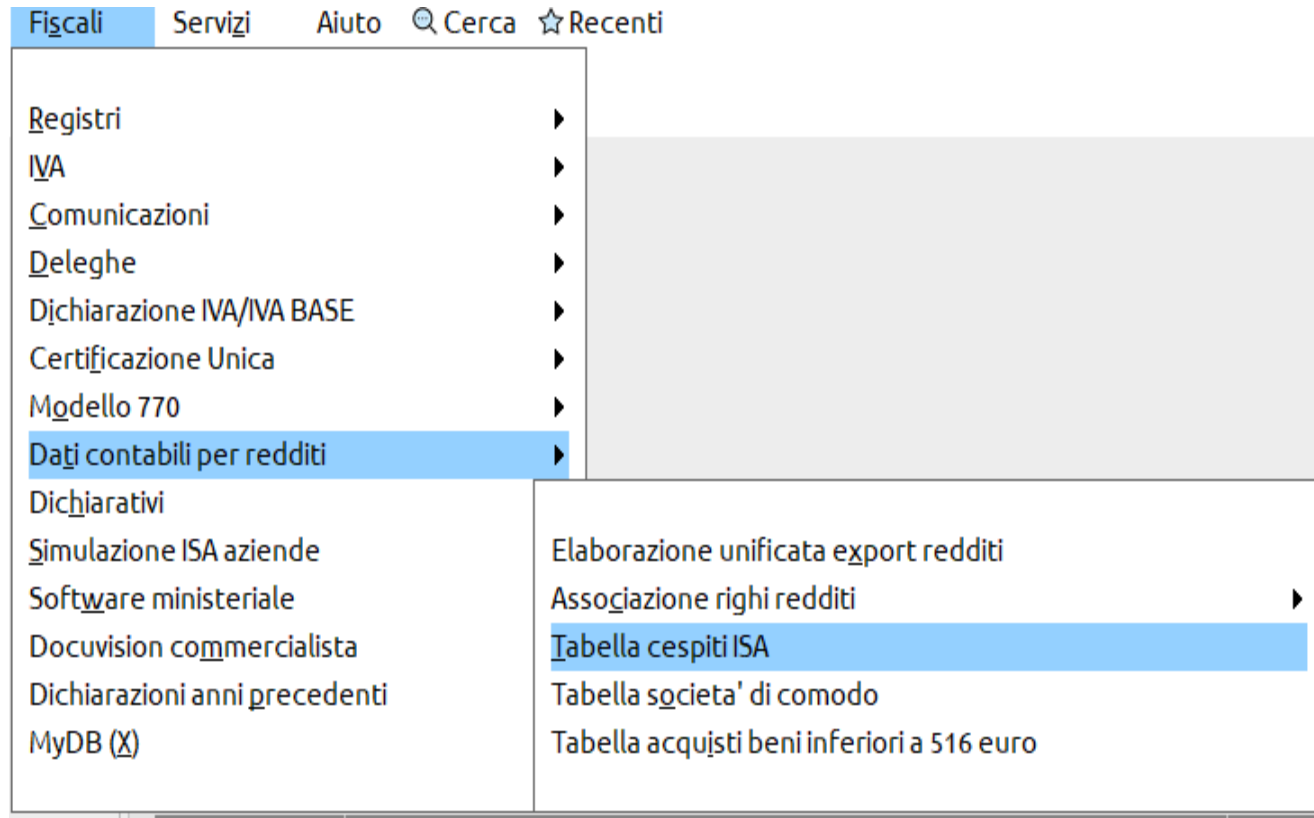 Fiscali Servizi Aiuto Cerca Recenti
Registri
IVA
Comunicazioni
Deleghe
Dichiarazione IVA/IVA BASE
Certificazione Unica
Modello 770
Dati contabili per redditi
Dichiarativi
Simulazione ISA aziende
Software ministeriale
Docuvision commercialista
Dichiarazioni anni precedenti
MyDB (X)
Elaborazione unificata export redditi
Associazione righi redditi
Tabella cespiti ISA
Tabella societa' di comodo
Tabella acquisti beni inferiori a 516 euro